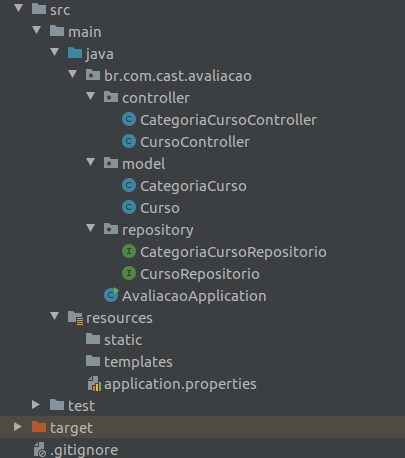 src
main
java
br.com.cast.avaliacao
controller
CategoriaCursoController
CursoController
model
CategoriaCurso
Curso
repository
CategoriaCursoRepositorio
CursoRepositorio
AvaliacaoApplication
resources
static
templates
application.properties
test
target
.gitignore